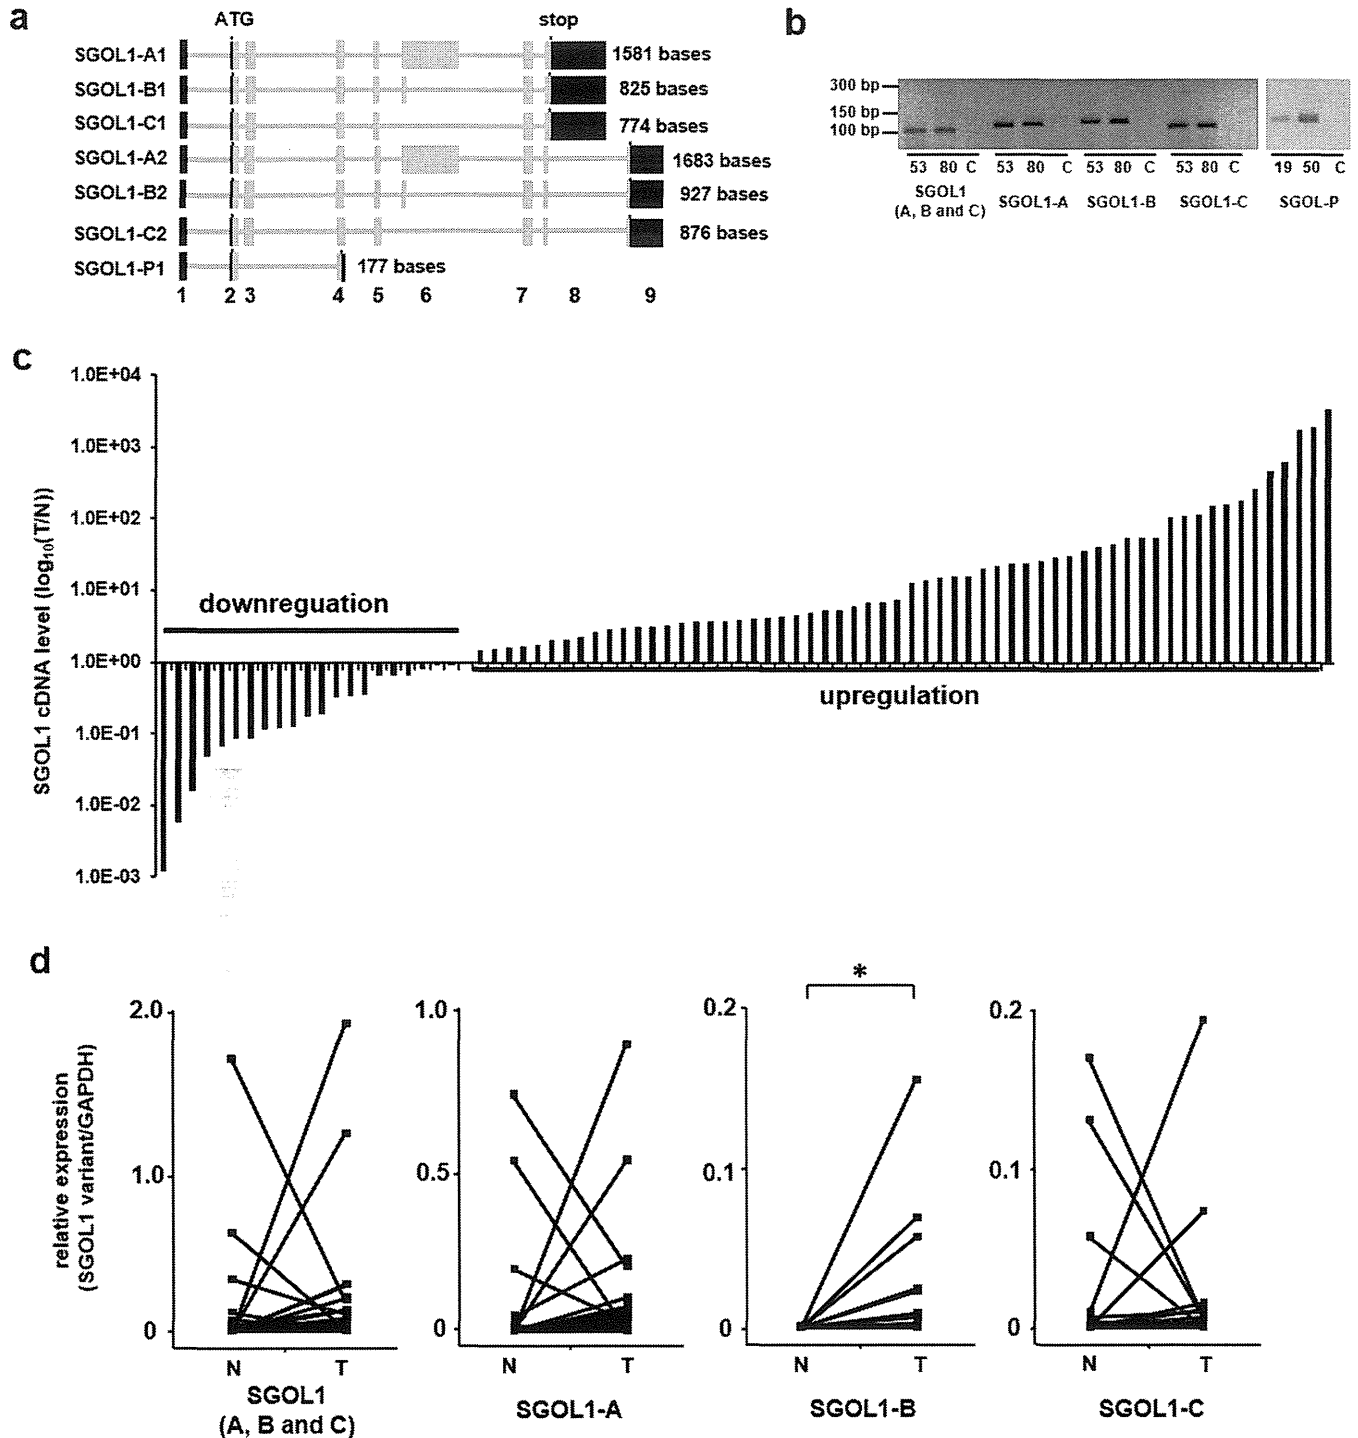 a
ATG
stop
SGOL1-A1
1581 bases
SGOL1-B1
825 bases
SGOL1-C1
774 bases
SGOL1-A2
1683 bases
SGOL1-B2
927 bases
SGOL1-C2
876 bases
SGOL1-P1
177 bases
1 2 3 4 5 6 7 8 9
b
300 bp
150 bp
100 bp
53 80 C 53 80 C 53 80 C 53 80 C 19 50 C
SGOL1
(A, B and C)
SGOL1-A
SGOL1-B
SGOL1-C
SGOL-P
c
SGOL1 cDNA level (log10(T/N))
1.0E+04
1.0E+03
1.0E+02
1.0E+01
1.0E+00
1.0E-01
1.0E-02
1.0E-03
downreguation
upregulation
d
relative expression
(SGOL1 variant/GAPDH)
2.0
1.0
0
N T
SGOL1
(A, B and C)
1.0
0.5
0
N T
SGOL1-A
*
0.2
0.1
0
N T
SGOL1-B
0.2
0.1
0
N T
SGOL1-C